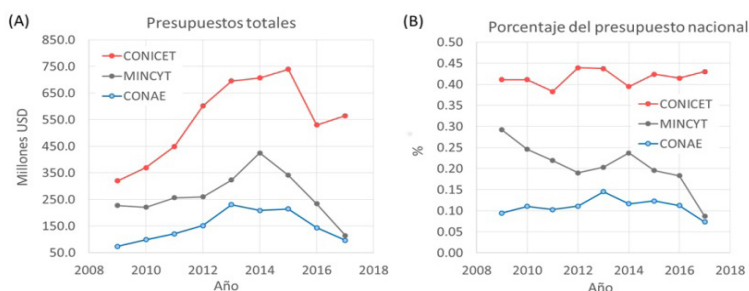 (A)
Presupuestos totales
850.0
750.0
650.0
550.0
450.0
350.0
250.0
150.0
50.0
Millones USD
CONICET
MINCYT
CONAE
2008
2010
2012
2014
2016
2018
Año
(B)
Porcentaje del presupuesto nacional
0.50
0.45
0.40
0.35
0.30
0.25
0.20
0.15
0.10
0.05
0.00
%
CONICET
MINCYT
CONAE
2008
2010
2012
2014
2016
2018
Año